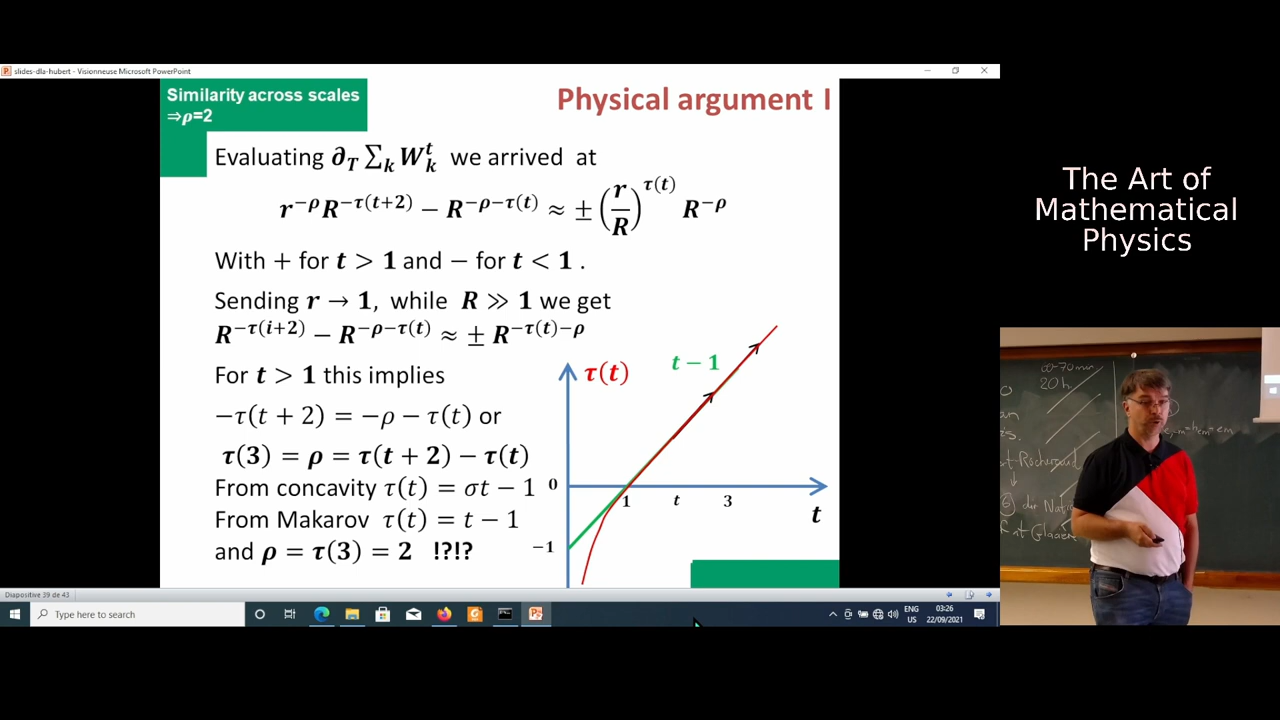 slides-dla-hubert - Visionneuse Microsoft PowerPoint
Similarity across scales
⇒ρ=2
Physical argument I
Evaluating ∂_T ∑_k W_k^t we arrived at
r^{-ρ} R^{-τ(t+2)} − R^{-ρ-τ(t)} ≈ ± (r/R)^{τ(t)} R^{-ρ}
With + for t > 1 and − for t < 1 .
Sending r → 1, while R ≫ 1 we get
R^{-τ(i+2)} − R^{-ρ-τ(t)} ≈ ± R^{-τ(t)-ρ}
For t > 1 this implies
−τ(t + 2) = −ρ − τ(t) or
τ(3) = ρ = τ(t + 2) − τ(t)
From concavity τ(t) = σt − 1
From Makarov τ(t) = t − 1
and ρ = τ(3) = 2 !?!?
τ(t)
t − 1
0
1
t
3
t
−1
Diapositive 39 de 43
Type here to search
ENG
US
03:26
22/09/2021
The Art of
Mathematical
Physics
20 h